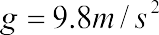 g = 9.8m / s²